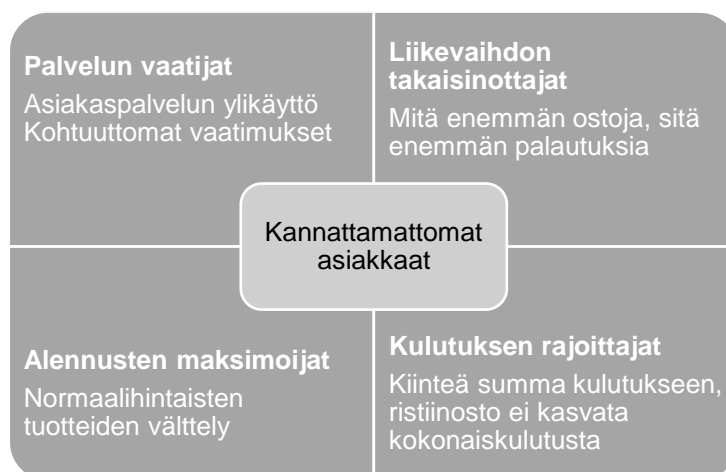 Palvelun vaatijat
Asiakaspalvelun ylikäyttö
Kohtuuttomat vaatimukset
Liikevaihdon
takaisinottajat
Mitä enemmän ostoja, sitä
enemmän palautuksia
Kannattamattomat
asiakkaat
Alennusten maksimoijat
Normaalihintaisten
tuotteiden välttely
Kulutuksen rajoittajat
Kiinteä summa kulutukseen,
ristiinosto ei kasvata
kokonaiskulutusta